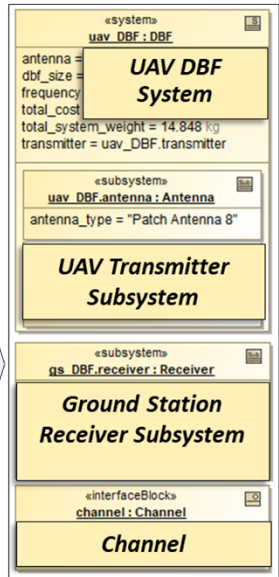 «system»
S
uav_DBF : DBF
antenna =
dbf_size =
frequency
total_cost
UAV DBF
System
total_system_weight = 14.848 kg
transmitter = uav_DBF.transmitter
«subsystem»
Sub
uav_DBF.antenna : Antenna
antenna_type = "Patch Antenna 8"
UAV Transmitter
Subsystem
«subsystem»
Sub
gs_DBF.receiver : Receiver
Ground Station
Receiver Subsystem
«interfaceBlock»
channel : Channel
Channel